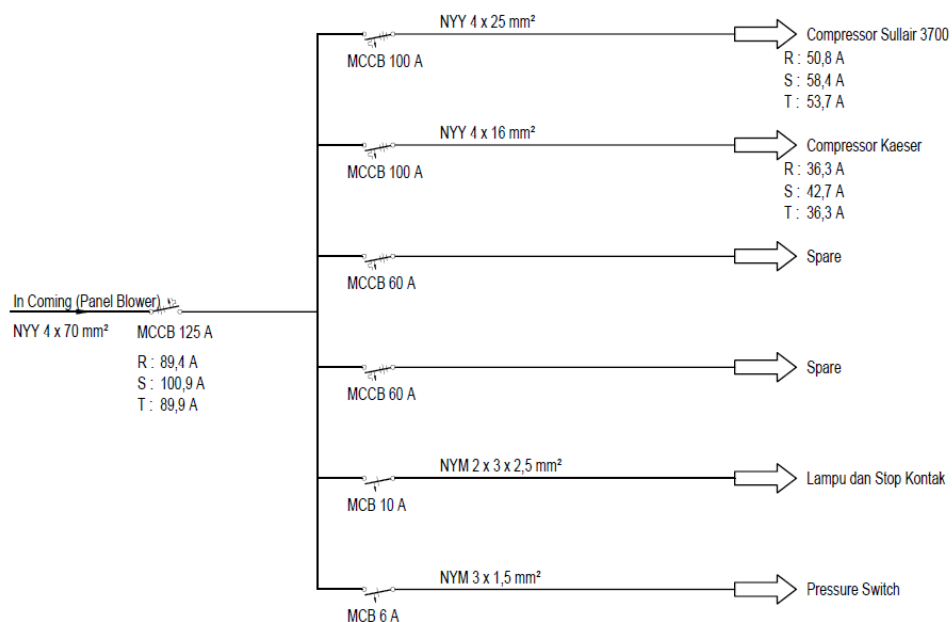 NYY 4 x 25 mm²
MCCB 100 A
Compressor Sullair 3700
R : 50,8 A
S : 58,4 A
T : 53,7 A
NYY 4 x 16 mm²
MCCB 100 A
Compressor Kaeser
R : 36,3 A
S : 42,7 A
T : 36,3 A
MCCB 60 A
Spare
In Coming (Panel Blower)
NYY 4 x 70 mm²
MCCB 125 A
R : 89,4 A
S : 100,9 A
T : 89,9 A
MCCB 60 A
Spare
NYM 2 x 3 x 2,5 mm²
MCB 10 A
Lampu dan Stop Kontak
NYM 3 x 1,5 mm²
MCB 6 A
Pressure Switch